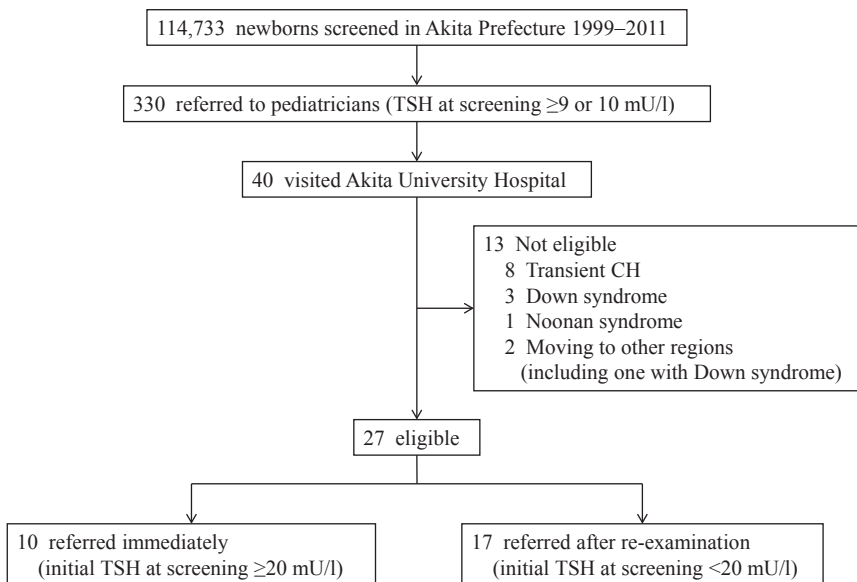 114,733 newborns screened in Akita Prefecture 1999–2011
330 referred to pediatricians (TSH at screening ≥9 or 10 mU/l)
40 visited Akita University Hospital
13 Not eligible
8 Transient CH
3 Down syndrome
1 Noonan syndrome
2 Moving to other regions
(including one with Down syndrome)
27 eligible
10 referred immediately
(initial TSH at screening ≥20 mU/l)
17 referred after re-examination
(initial TSH at screening <20 mU/l)